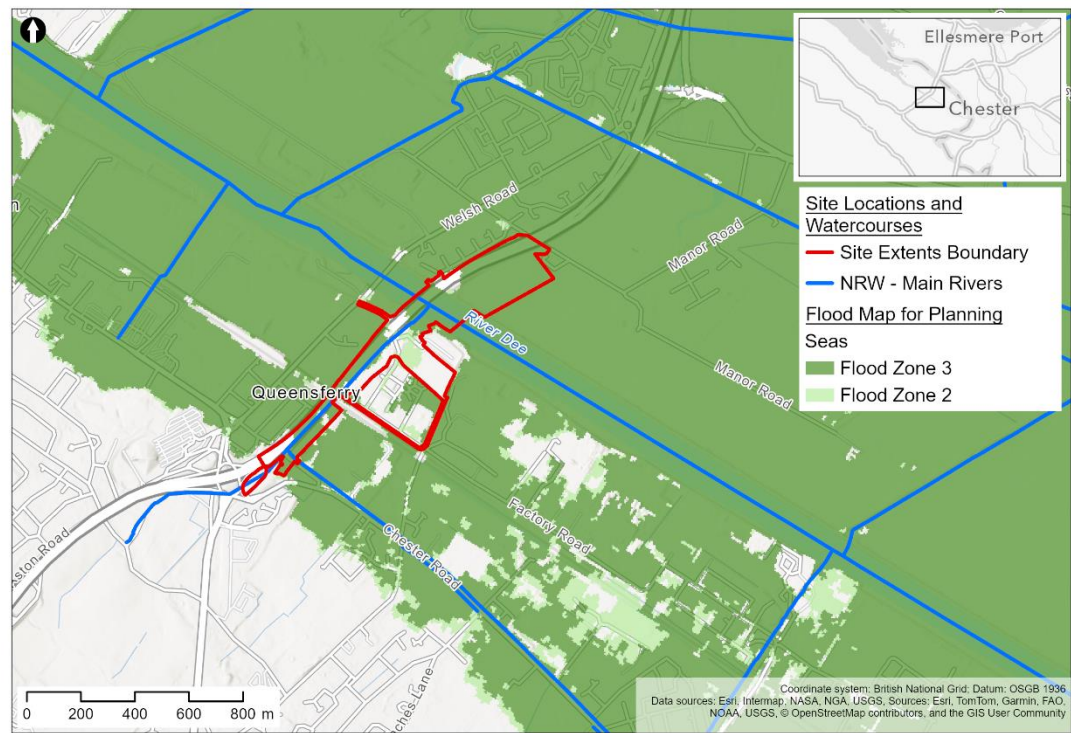 Ellesmere Port
Chester
Site Locations and
Watercourses
Site Extents Boundary
NRW - Main Rivers
Flood Map for Planning
Seas
Flood Zone 3
Flood Zone 2
Welsh Road
Manor Road
River Dee
Manor Road
Queensferry
Factory Road
Chester Road
ston Road
ches Lane
n
0 200 400 600 800 m
Coordinate system: British National Grid; Datum: OSGB 1936
Data sources: Esri, Intermap, NASA, NGA, USGS, Sources: Esri, TomTom, Garmin, FAO,
NOAA, USGS, © OpenStreetMap contributors, and the GIS User Community